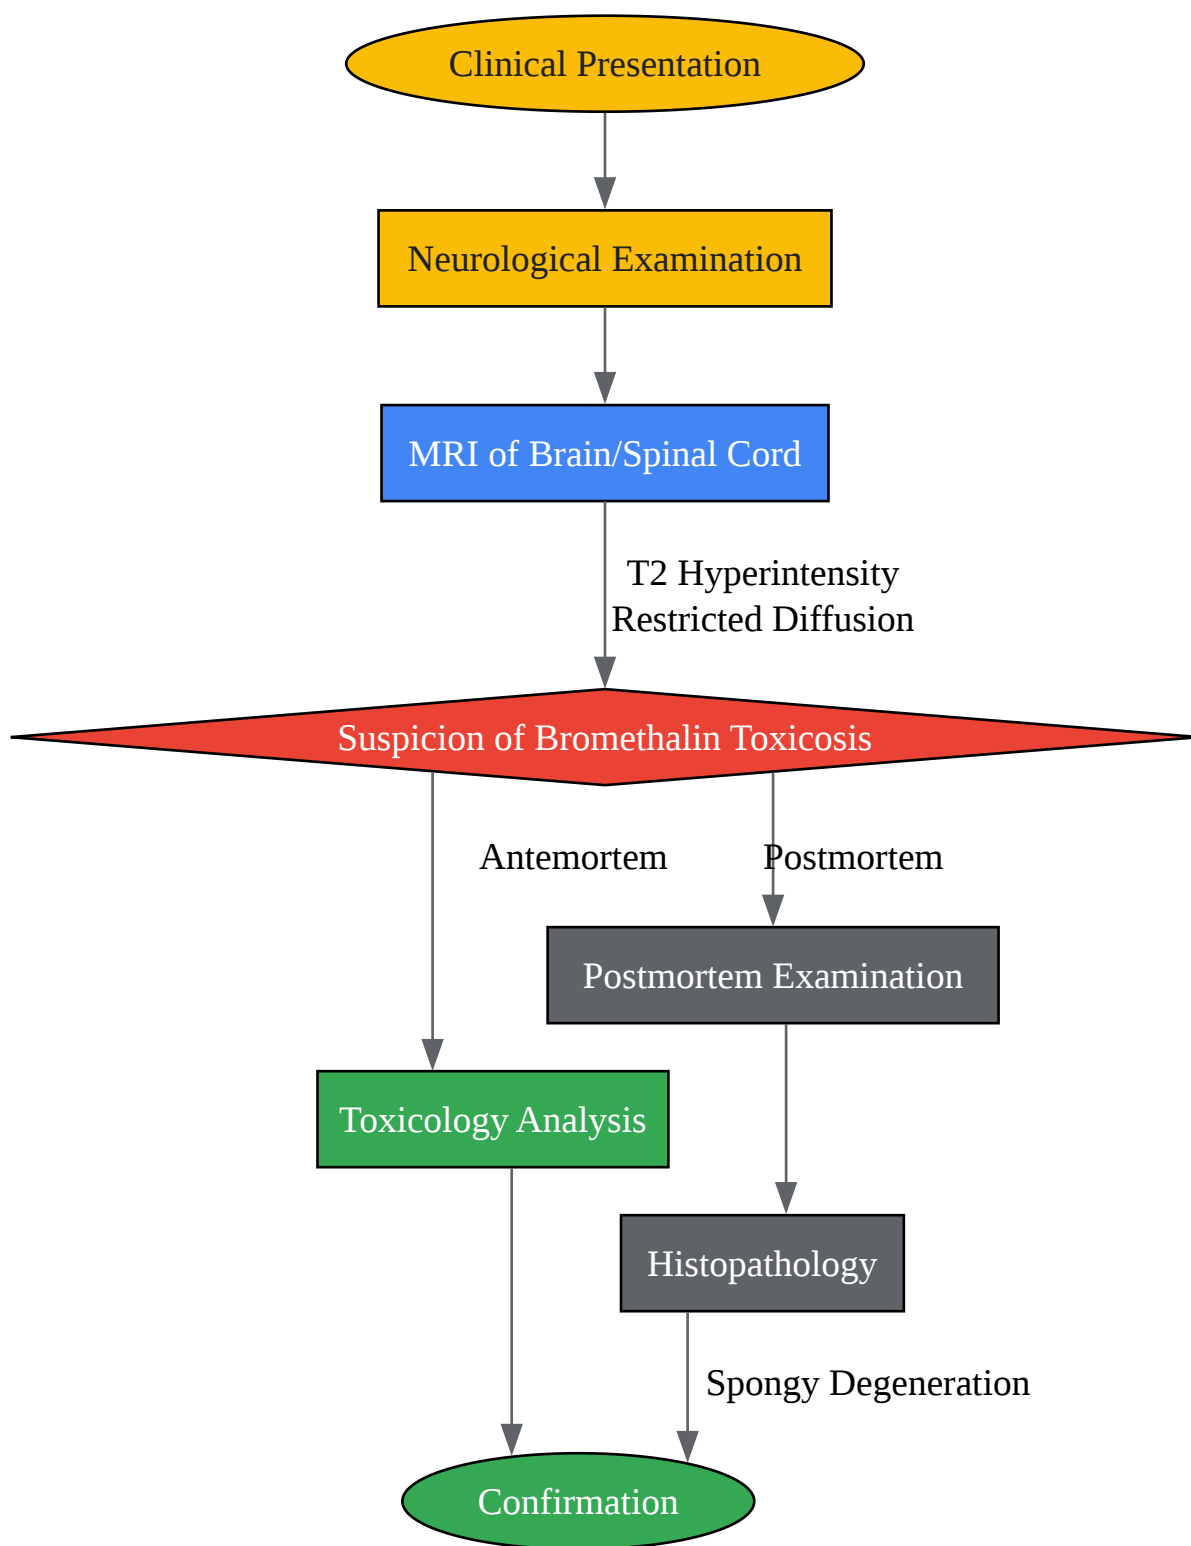 Clinical Presentation
Neurological Examination
MRI of Brain/Spinal Cord
T2 Hyperintensity
Restricted Diffusion
Suspicion of Bromethalin Toxicosis
Antemortem
Postmortem
Postmortem Examination
Toxicology Analysis
Histopathology
Spongy Degeneration
Confirmation